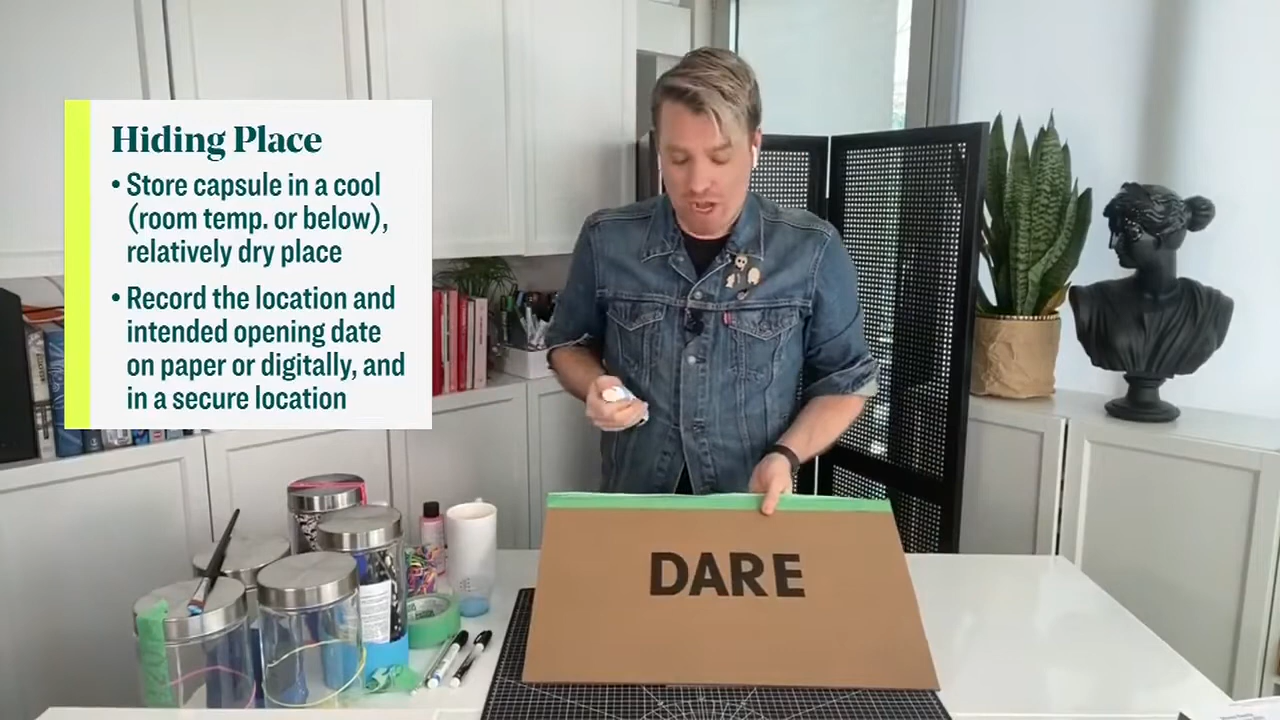 Hiding Place
• Store capsule in a cool
(room temp. or below),
relatively dry place
• Record the location and
intended opening date
on paper or digitally, and
in a secure location
DARE